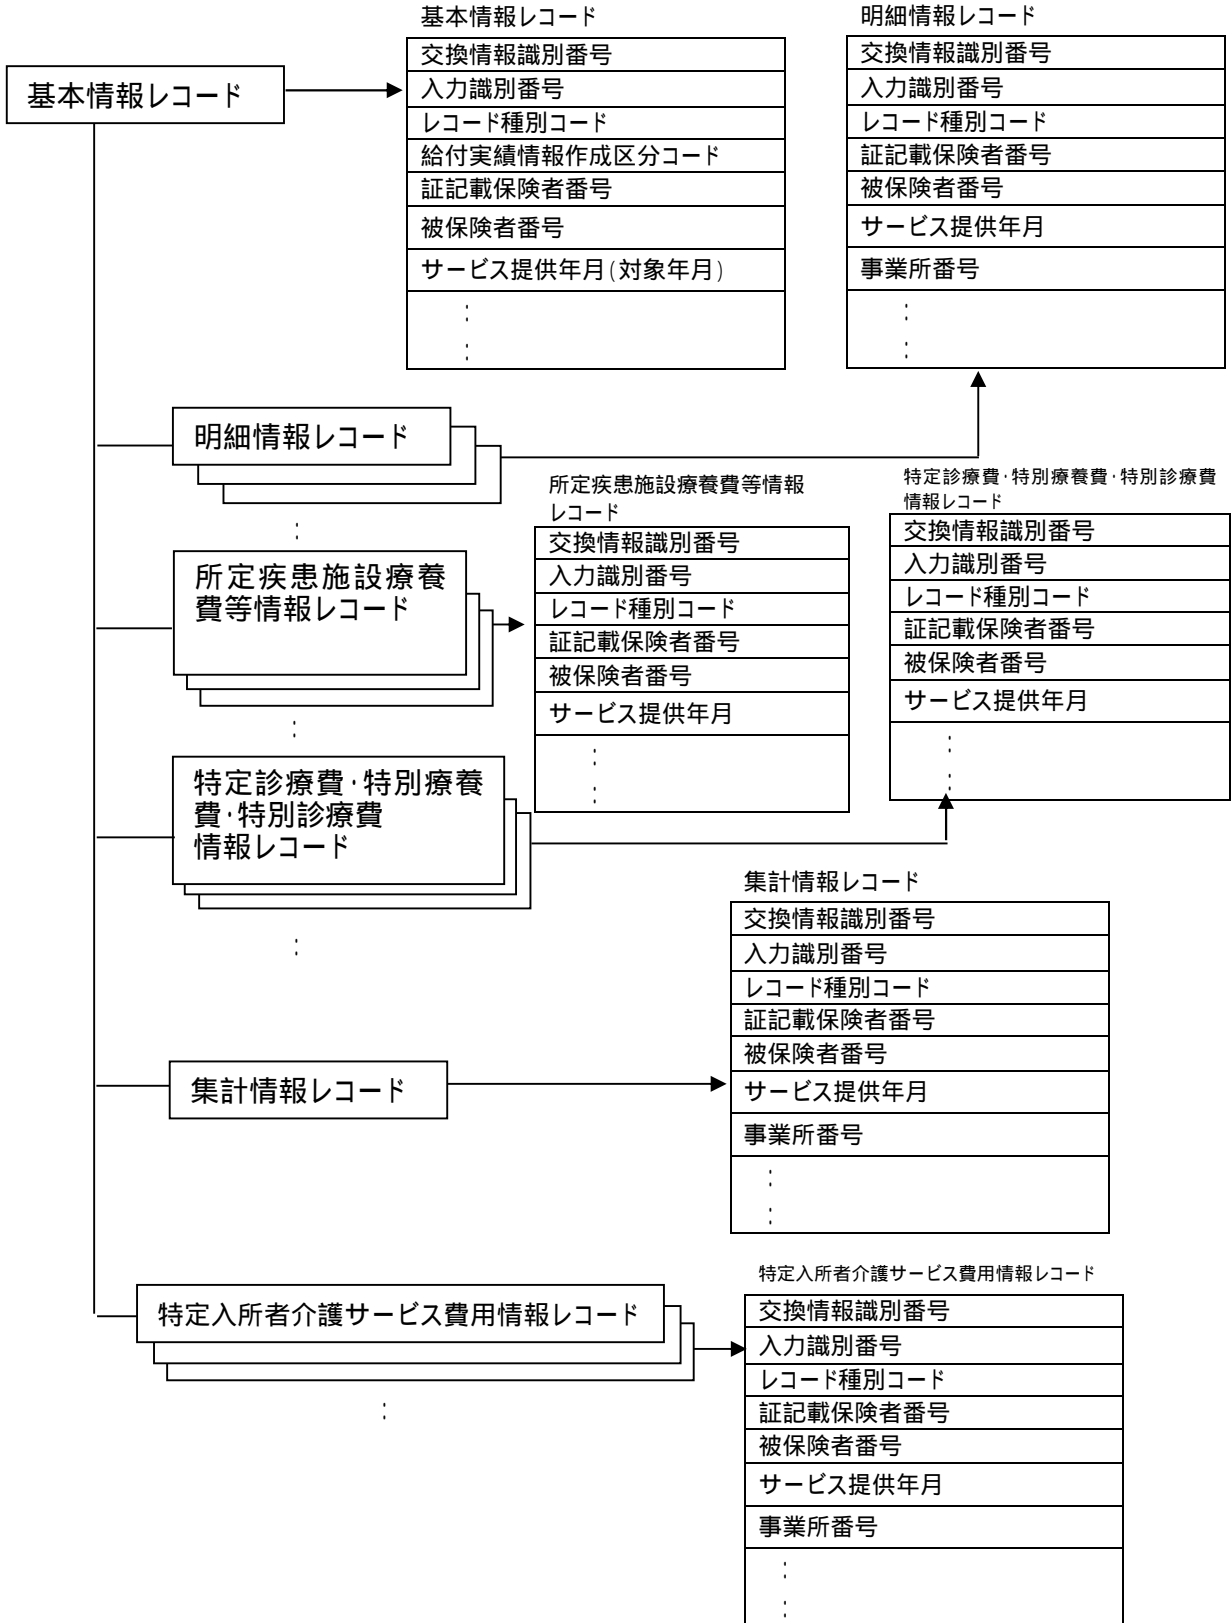 基本情報レコード
基本情報レコード
交換情報識別番号
入力識別番号
レコード種別コード
給付実績情報作成区分コード
証記載保険者番号
被保険者番号
サービス提供年月(対象年月)
:
:
明細情報レコード
交換情報識別番号
入力識別番号
レコード種別コード
証記載保険者番号
被保険者番号
サービス提供年月
事業所番号
:
:
明細情報レコード
:
所定疾患施設療養費等情報
レコード
交換情報識別番号
入力識別番号
レコード種別コード
証記載保険者番号
被保険者番号
サービス提供年月
:
:
特定診療費・特別療養費・特別診療費
情報レコード
交換情報識別番号
入力識別番号
レコード種別コード
証記載保険者番号
被保険者番号
サービス提供年月
:
:
所定疾患施設療養
費等情報レコード
:
特定診療費・特別療養
費・特別診療費
情報レコード
:
集計情報レコード
交換情報識別番号
入力識別番号
レコード種別コード
証記載保険者番号
被保険者番号
サービス提供年月
事業所番号
:
:
集計情報レコード
特定入所者介護サービス費用情報レコード
:
特定入所者介護サービス費用情報レコード
交換情報識別番号
入力識別番号
レコード種別コード
証記載保険者番号
被保険者番号
サービス提供年月
事業所番号
:
: